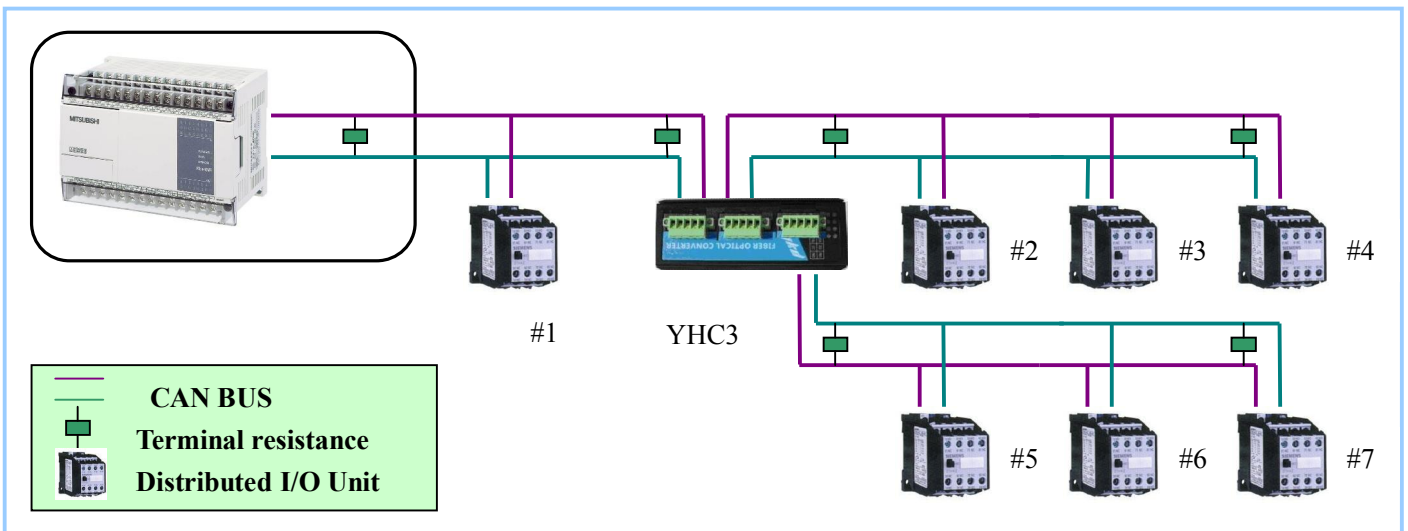 MITSUBISHI
FIBER OPTICAL CONVERTER
#1
YHC3
#2
#3
#4
#5
#6
#7
CAN BUS
Terminal resistance
Distributed I/O Unit